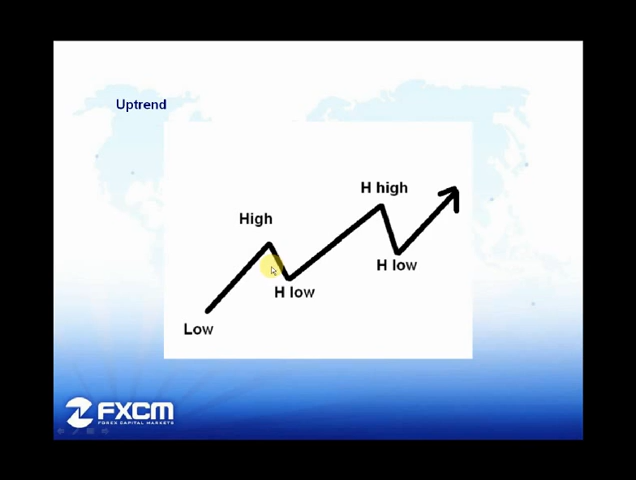 Uptrend
H high
High
H low
H low
Low
FXCM
FOREX CAPITAL MARKETS